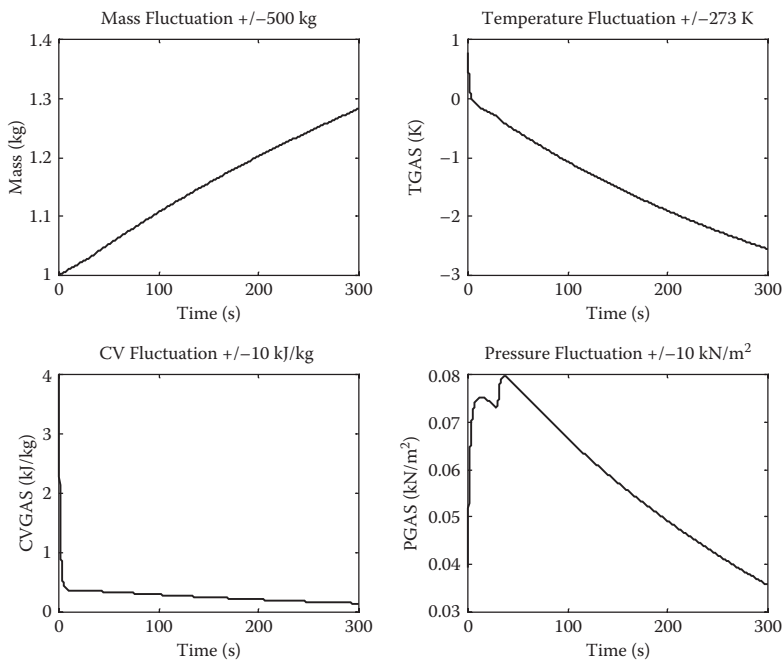 Mass Fluctuation +/−500 kg
1.4
1.3
1.2
1.1
1
Mass (kg)
0 100 200 300
Time (s)
Temperature Fluctuation +/−273 K
1
0
−1
−2
−3
TGAS (K)
0 100 200 300
Time (s)
CV Fluctuation +/−10 kJ/kg
4
3
2
1
0
CVGAS (kJ/kg)
0 100 200 300
Time (s)
Pressure Fluctuation +/−10 kN/m²
0.08
0.07
0.06
0.05
0.04
0.03
PGAS (kN/m²)
0 100 200 300
Time (s)